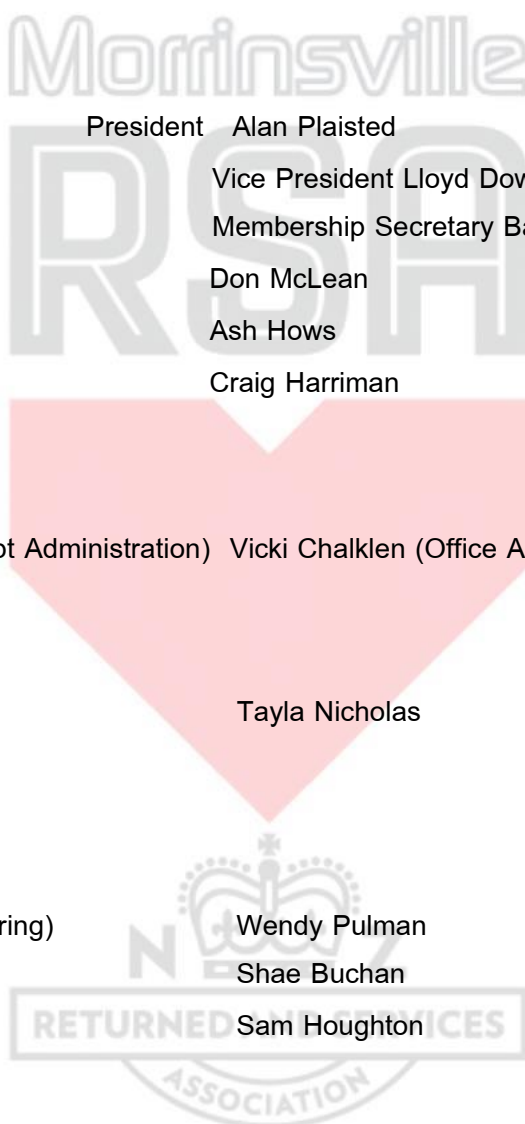 Morrinsville
President Alan Plaisted
RSA
Vice President Lloyd
Membership Secretary
Don McLean
Ash Hows
Craig Harriman
Administration) Vicki Chalklen (Office
Tayla Nicholas
N Z
Wendy Pulman
Shae Buchan
RETURNED AND SERVICES
Sam Houghton
ASSOCIATION